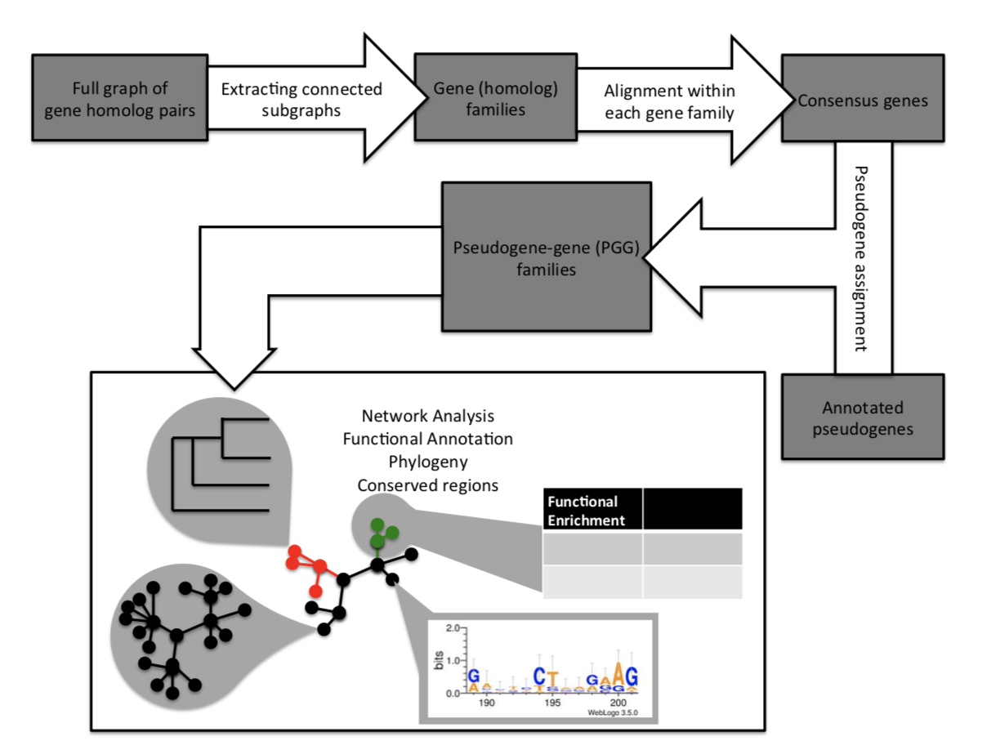 Full graph of
gene homolog pairs
Extracting connected
subgraphs
Gene (homolog)
families
Alignment within
each gene family
Consensus genes
Pseudogene assignment
Pseudogene-gene (PGG)
families
Annotated
pseudogenes
Network Analysis
Functional Annotation
Phylogeny
Conserved regions
Functional
Enrichment
2.0
1.0
0.0
bits
G
A
C
T
T
G
A
A
A
G
G
190
195
200
WebLogo 3.5.0